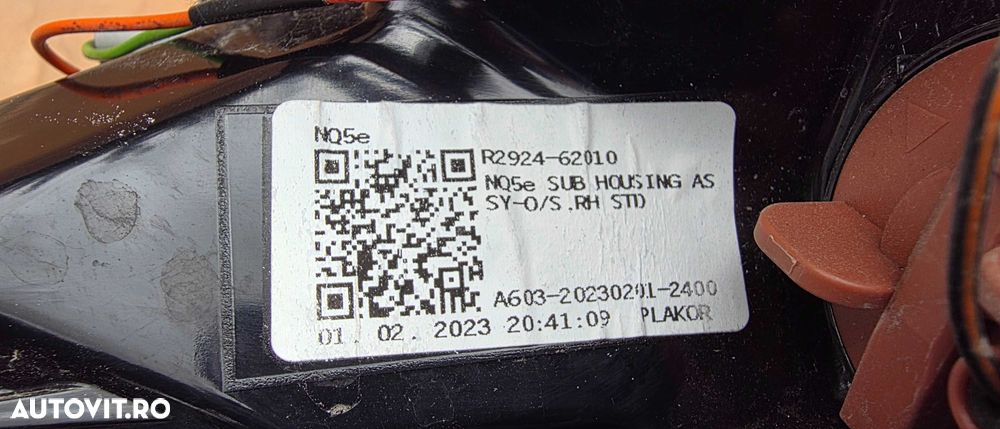 NQ5e
R2924-62010
NQ5e SUB HOUSING AS
SY-O/S.RH STD
A603-20230201-2400
01. 02. 2023 20:41:09 PLAKOR
AUTOVIT.RO